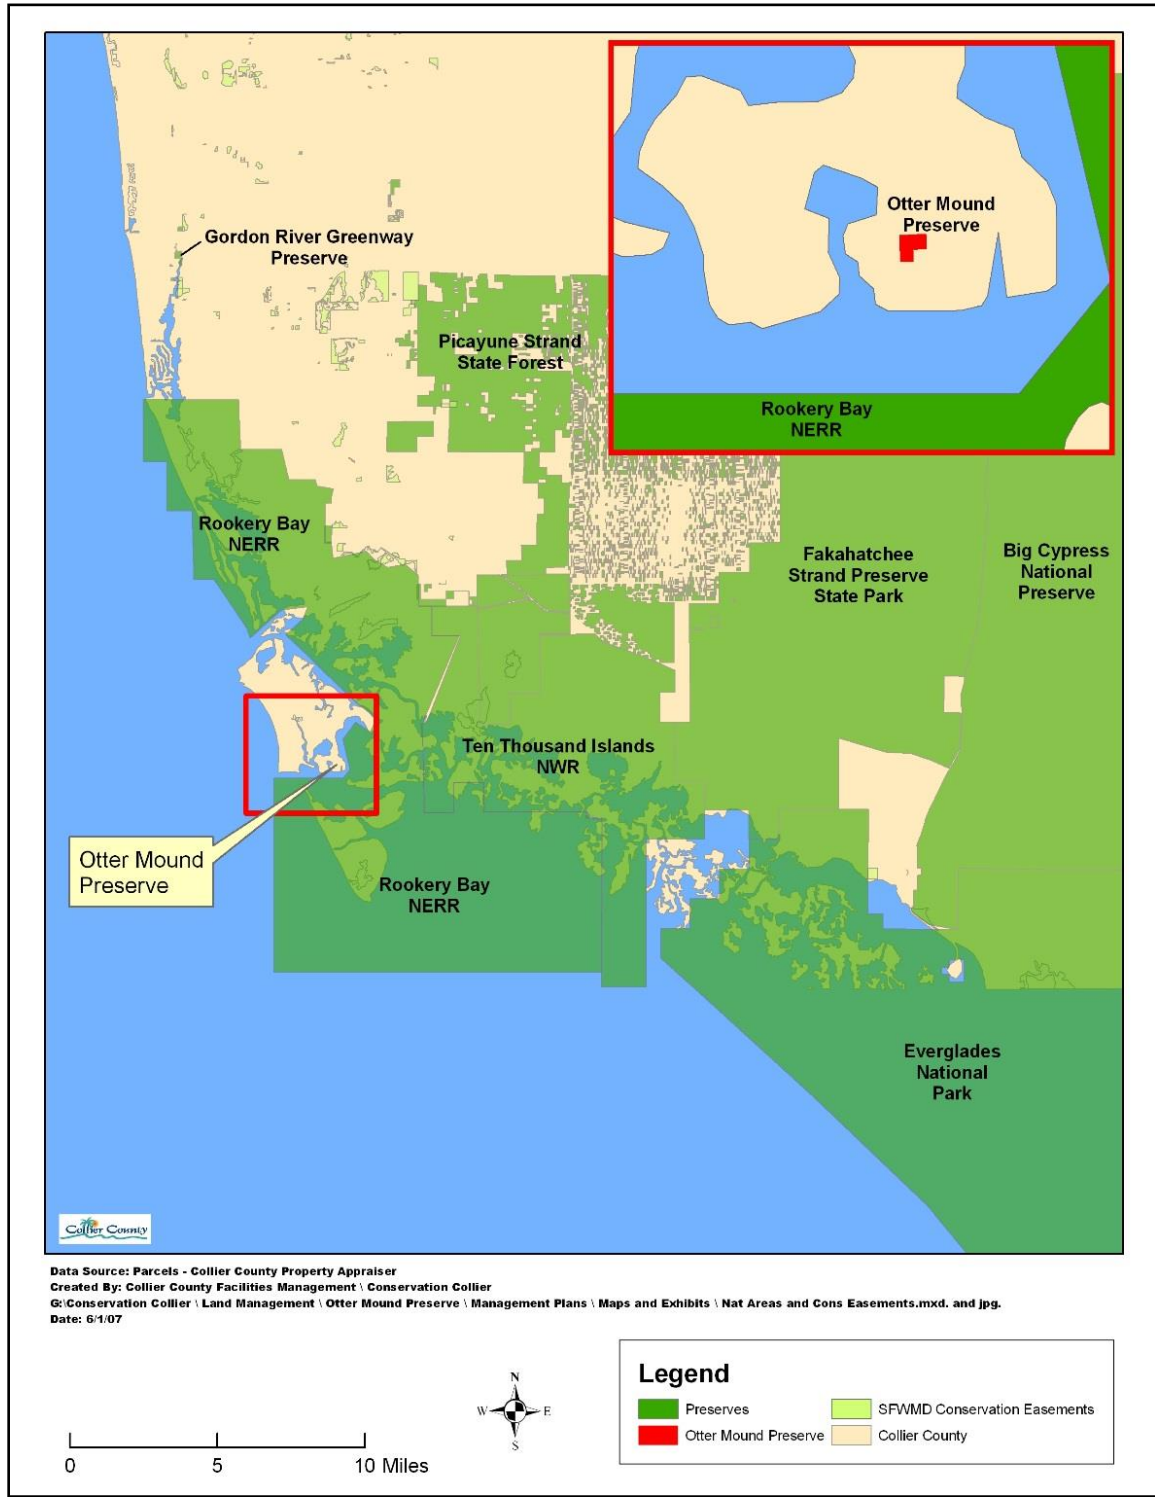 Otter Mound
Preserve
Gordon River Greenway
Preserve
Picayune Strand
State Forest
Rookery Bay
NERR
Rookery Bay
NERR
Fakahatchee
Strand Preserve
State Park
Big Cypress
National
Preserve
Ten Thousand Islands
NWR
Otter Mound
Preserve
Rookery Bay
NERR
Everglades
National
Park
Collier County
Data Source: Parcels - Collier County Property Appraiser
Created By: Collier County Facilities Management \ Conservation Collier
G:\Conservation Collier \ Land Management \ Otter Mound Preserve \ Management Plans \ Maps and Exhibits \ Nat Areas and Cons Easements.mxd. and jpg.
Date: 6/1/07
N
W E
S
0 5 10 Miles
Legend
Preserves
SFWMD Conservation Easements
Otter Mound Preserve
Collier County